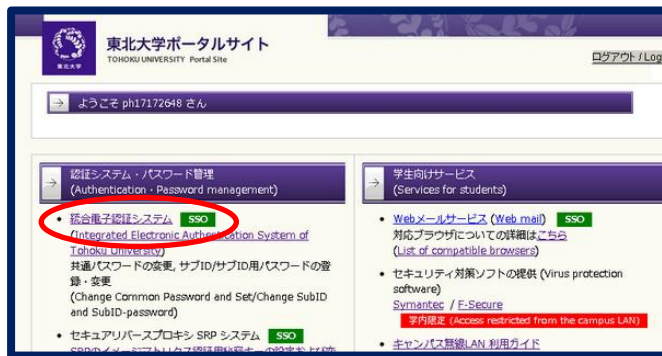 東北大学
東北大学ポータルサイト
TOHOKU UNIVERSITY Portal Site
ログアウト / Log
ようこそ ph17172648 さん
認証システム・パスワード管理
(Authentication・Password management)
・ 統合電子認証システム SSO
(Integrated Electronic Authentication System of
Tohoku University)
共通パスワードの変更, サブID/サブID用パスワードの登
録・変更
(Change Common Password and Set/Change SubID
and SubID-password)
・ セキュアリバースプロキシ SRP システム SSO
学生向けサービス
(Services for students)
・ Webメールサービス (Web mail) SSO
対応ブラウザについての詳細はこちら
(List of compatible browsers)
・ セキュリティ対策ソフトの提供 (Virus protection
software)
Symantec / F-Secure
学内限定 (Access restricted from the campus LAN)
・ キャンパス無線LAN 利用ガイド